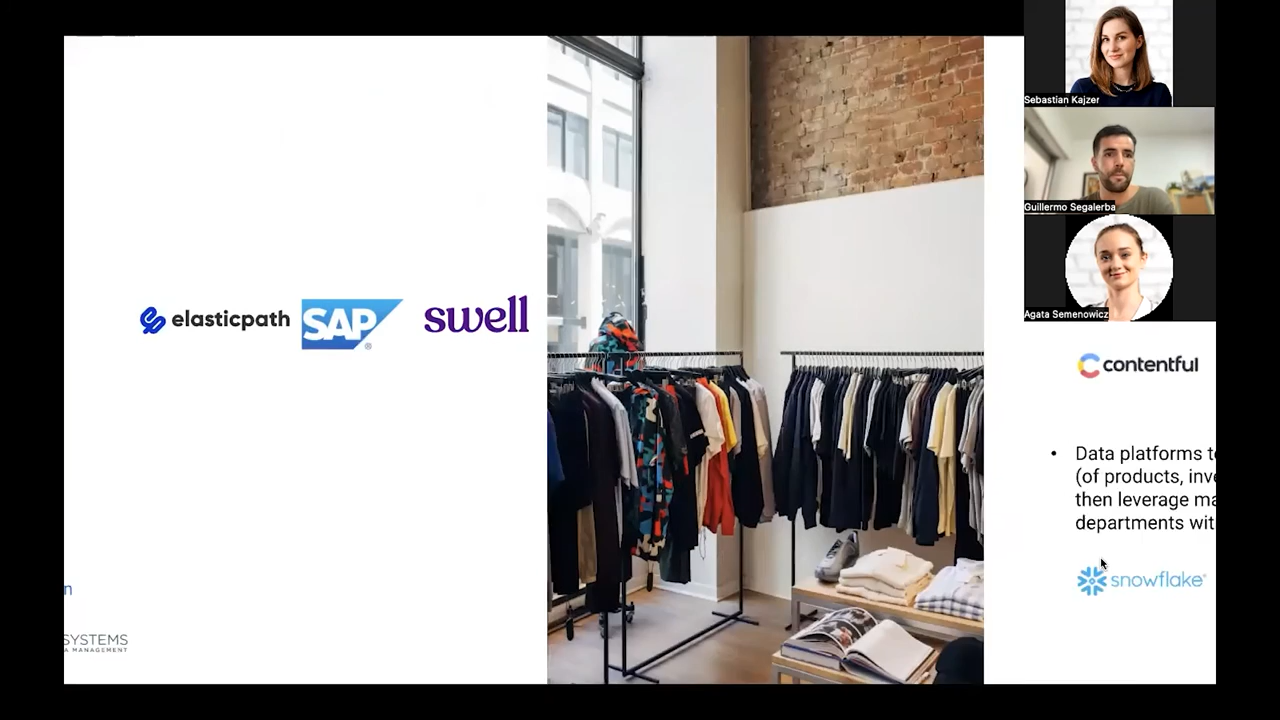 elasticpath
SAP
®
swell
n
SYSTEMS
A MANAGEMENT
Sebastian Kajzer
Guillermo Segalerba
Agata Semenowicz
contentful
• Data platforms t
(of products, inv
then leverage ma
departments wit
snowflake®